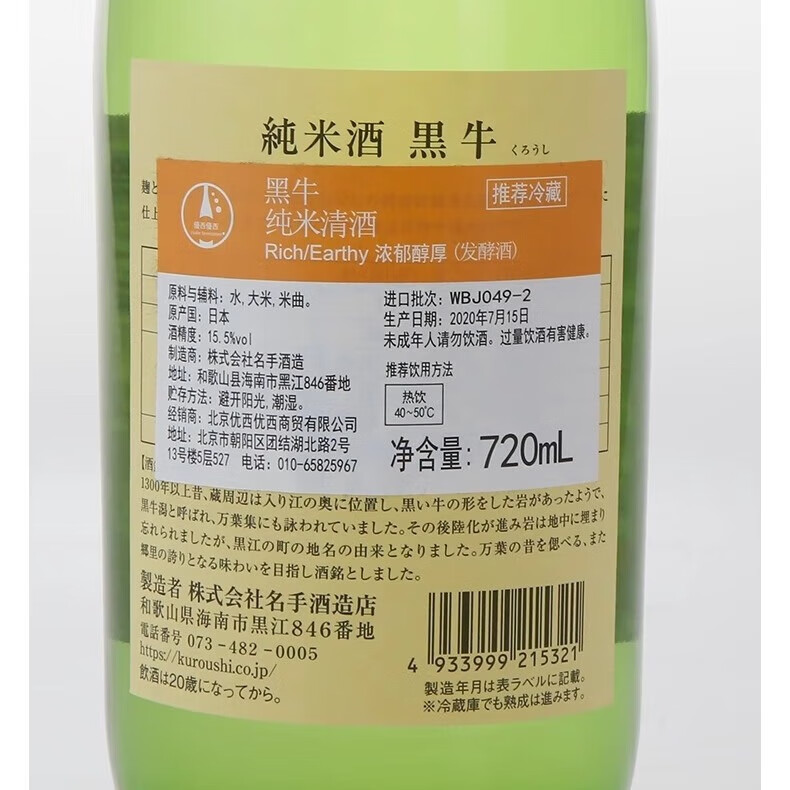 純米酒 黒牛 くろうし
麹と
仕上
に
黑牛
纯米清酒
推荐冷藏
Rich/Earthy 浓郁醇厚（发酵酒）
原料与辅料：水,大米,米曲。
原产国：日本
酒精度：15.5%vol
制造商：株式会社名手酒造
地址：和歌山县海南市黑江846番地
贮存方法：避开阳光,潮湿。
经销商：北京优西优西商贸有限公司
地址：北京市朝阳区团结湖北路2号
13号楼5层527 电话：010-65825967
进口批次：WBJ049-2
生产日期：2020年7月15日
未成年人请勿饮酒。过量饮酒有害健康。
推荐饮用方法
热饮
40~50℃
净含量：720mL
【酒
1300年以上昔、蔵周辺は入り江の奥に位置し、黒い牛の形をした岩があったようで、
黒牛潟と呼ばれ、万葉集にも詠われていました。その後陸化が進み岩は地中に埋まり
忘れられましたが、黒江の町の地名の由来となりました。万葉の昔を偲べる、また
郷里の誇りとなる味わいを目指し酒銘としました。
製造者 株式会社名手酒造店
和歌山県海南市黒江846番地
電話番号 073-482-0005
https://kuroushi.co.jp/
飲酒は20歳になってから。
4 933999 215321
製造年月は表ラベルに記載。
※冷蔵庫でも熟成は進みます。